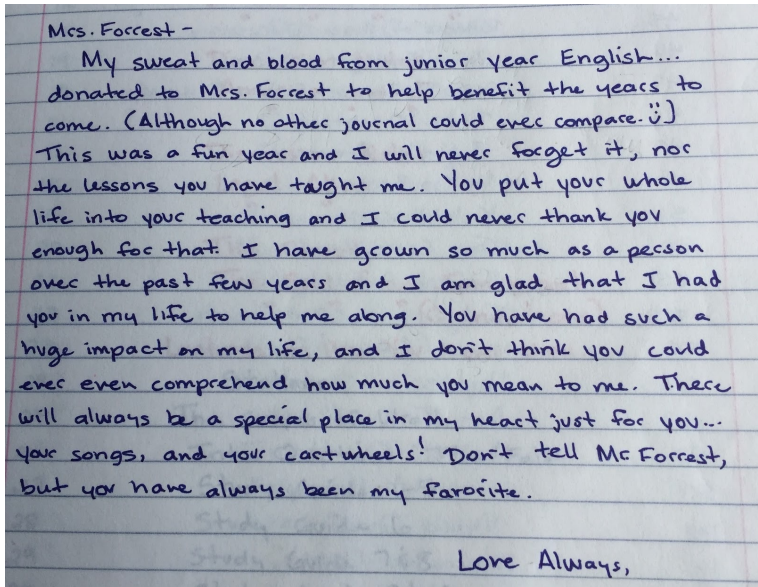 Mrs. Forrest -
My sweat and blood from junior year English...
donated to Mrs. Forrest to help benefit the years to
come. (Although no other journal could ever compare. :))
This was a fun year and I will never forget it, nor
the lessons you have taught me. You put your whole
life into your teaching and I could never thank you
enough for that. I have grown so much as a person
over the past few years and I am glad that I had
you in my life to help me along. You have had such a
huge impact on my life, and I don't think you could
ever even comprehend how much you mean to me. There
will always be a special place in my heart just for you...
your songs, and your cartwheels! Don't tell Mr Forrest,
but you have always been my favorite.
Love Always,